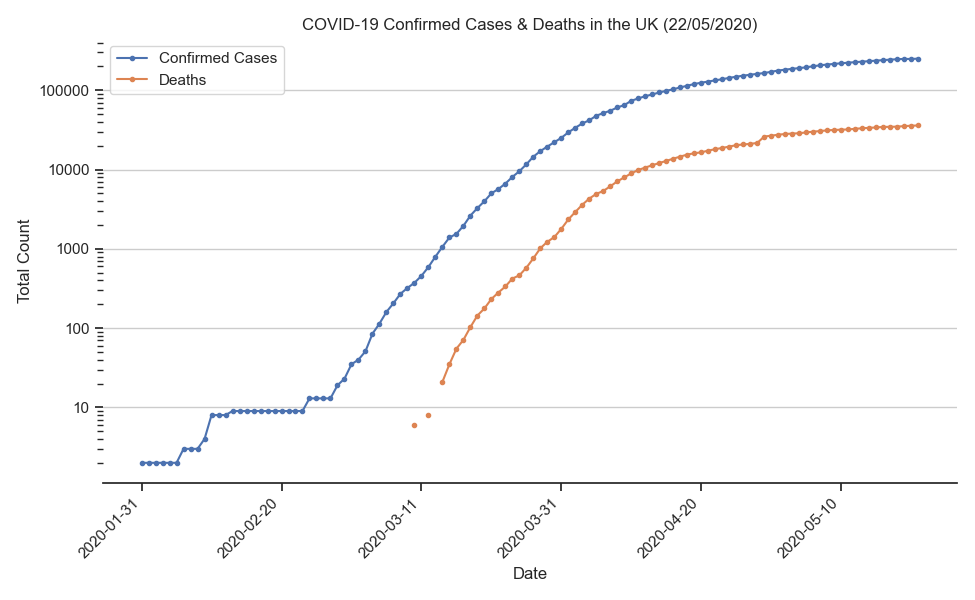 COVID-19 Confirmed Cases & Deaths in the UK (22/05/2020)
Confirmed Cases
Deaths
100000
10000
1000
100
10
Total Count
2020-01-31
2020-02-20
2020-03-11
2020-03-31
2020-04-20
2020-05-10
Date